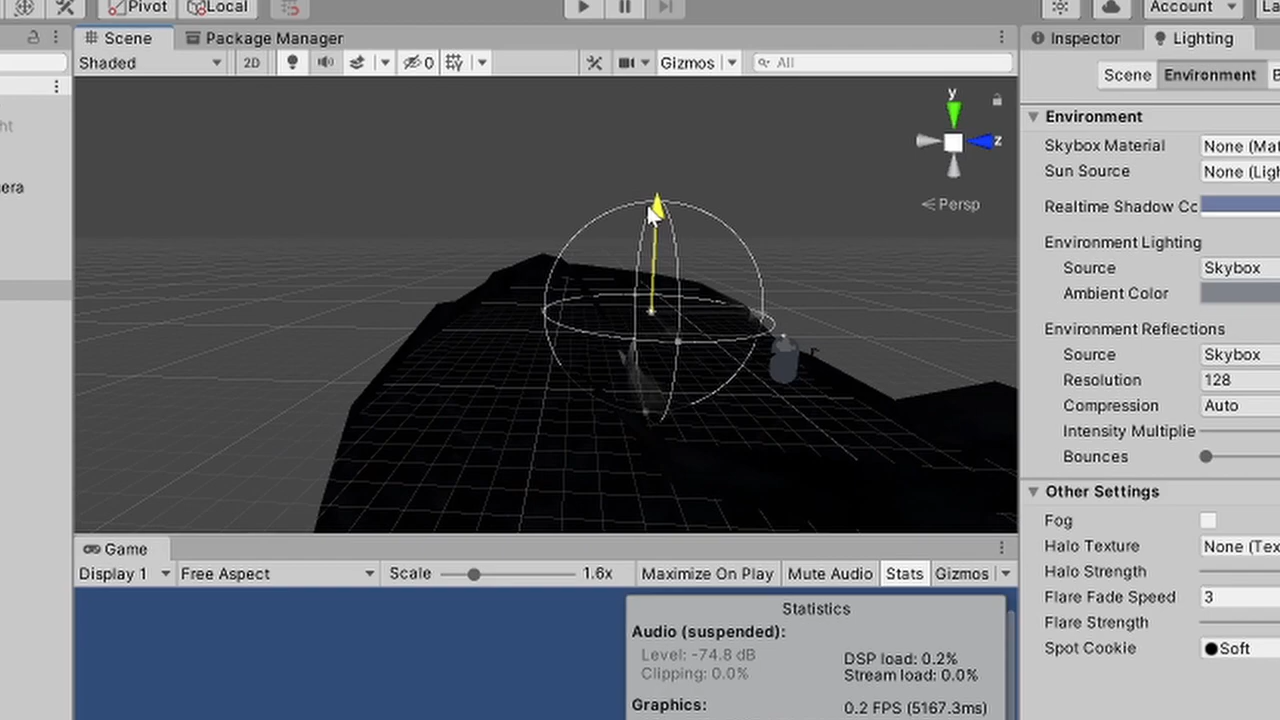 Pivot Local Account La
Scene Package Manager
Inspector Lighting
Shaded 2D 0 Gizmos All
Scene Environment B
y
z
Persp
ht
era
Environment
Skybox Material None (Mat
Sun Source None (Ligh
Realtime Shadow Cc
Environment Lighting
Source Skybox
Ambient Color
Environment Reflections
Source Skybox
Resolution 128
Compression Auto
Intensity Multiplie
Bounces
Other Settings
Fog
Halo Texture None (Tex
Halo Strength
Flare Fade Speed 3
Flare Strength
Spot Cookie Soft
Game
Display 1 Free Aspect Scale 1.6x Maximize On Play Mute Audio Stats Gizmos
Statistics
Audio (suspended):
Level: -74.8 dB DSP load: 0.2%
Clipping: 0.0% Stream load: 0.0%
Graphics: 0.2 FPS (5167.3ms)